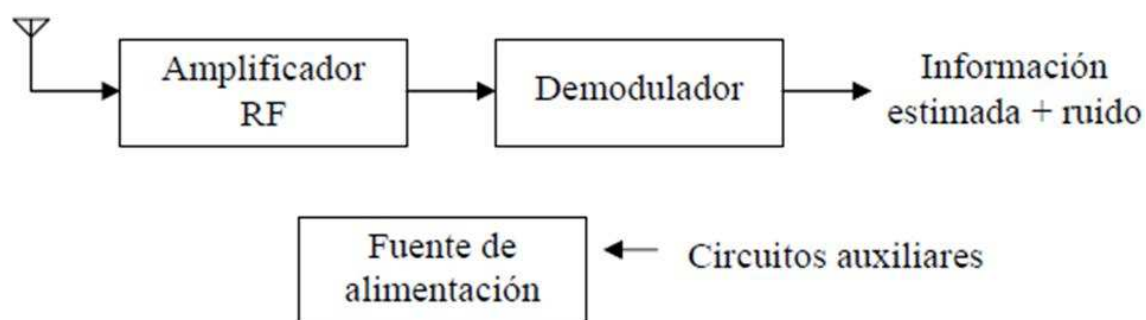 Amplificador
RF
Demodulador
Información
estimada + ruido
Fuente de
alimentación
Circuitos auxiliares